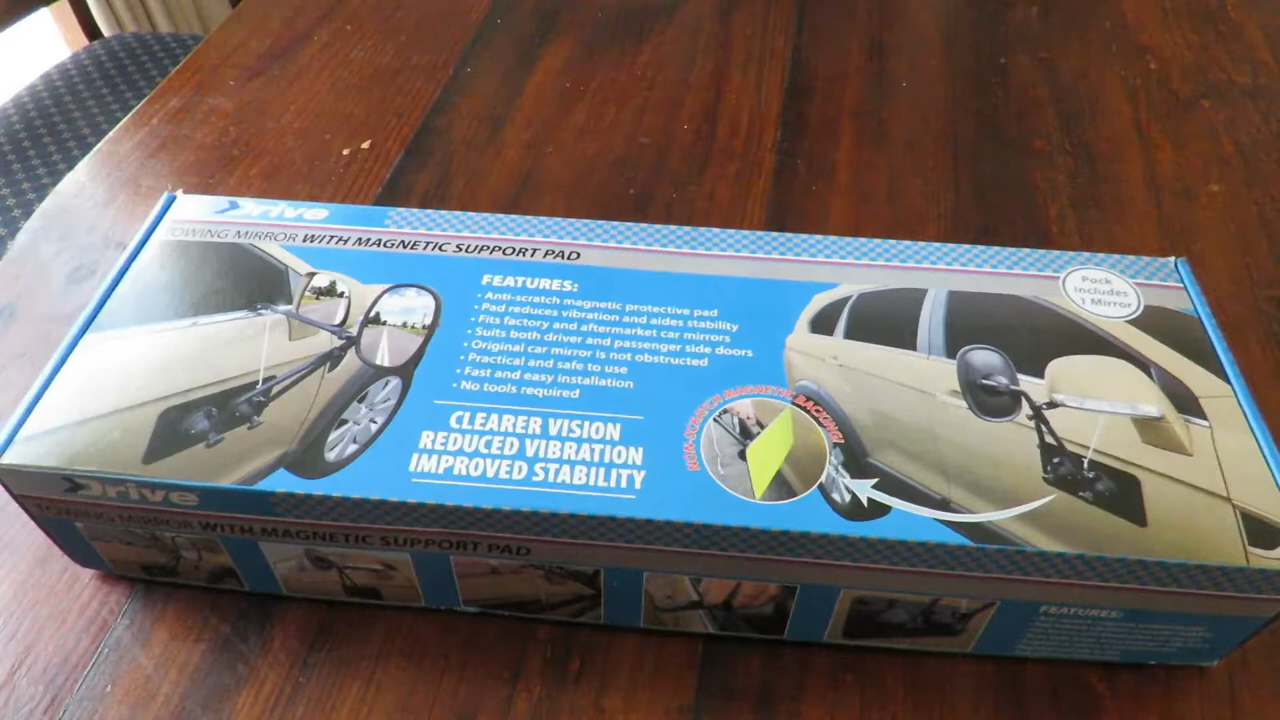 Drive
TOWING MIRROR WITH MAGNETIC SUPPORT PAD
Pack
includes
1 Mirror
FEATURES:
• Anti-scratch magnetic protective pad
• Pad reduces vibration and aides stability
• Fits factory and aftermarket car mirrors
• Suits both driver and passenger side doors
• Original car mirror is not obstructed
• Practical and safe to use
• Fast and easy installation
• No tools required
CLEARER VISION
REDUCED VIBRATION
IMPROVED STABILITY
NON-SCRATCH MAGNETIC BACKING!
Drive
TOWING MIRROR WITH MAGNETIC SUPPORT PAD
FEATURES: